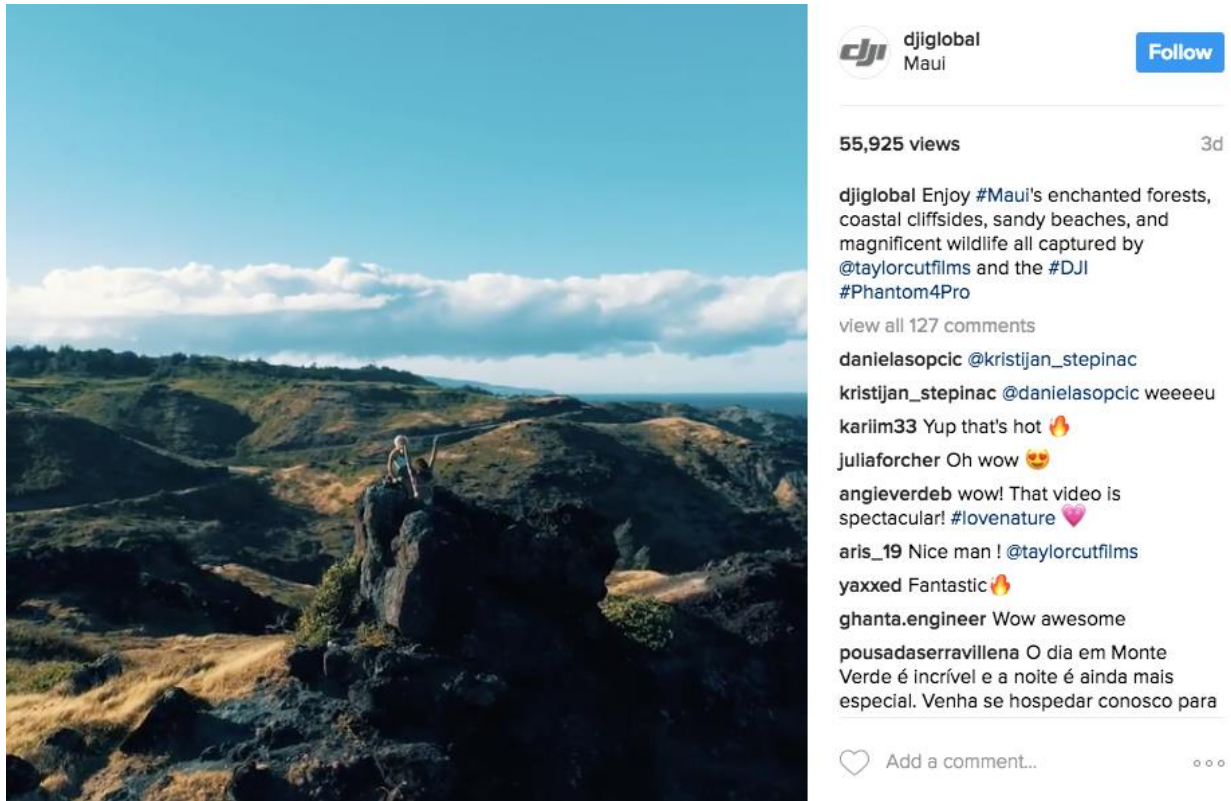 dji
djiglobal
Maui
Follow
55,925 views
3d
djiglobal Enjoy #Maui's enchanted forests,
coastal cliffsides, sandy beaches, and
magnificent wildlife all captured by
@taylorcutfilms and the #DJI
#Phantom4Pro
view all 127 comments
danielasopcic @kristijan_stepinac
kristijan_stepinac @danielasopcic weeeeu
kariim33 Yup that's hot 🔥
juliaforcher Oh wow 😍
angieverdeb wow! That video is
spectacular! #lovenature 💗
aris_19 Nice man ! @taylorcutfilms
yaxxed Fantastic🔥
ghanta.engineer Wow awesome
pousadaserravillena O dia em Monte
Verde é incrível e a noite é ainda mais
especial. Venha se hospedar conosco para
Add a comment...